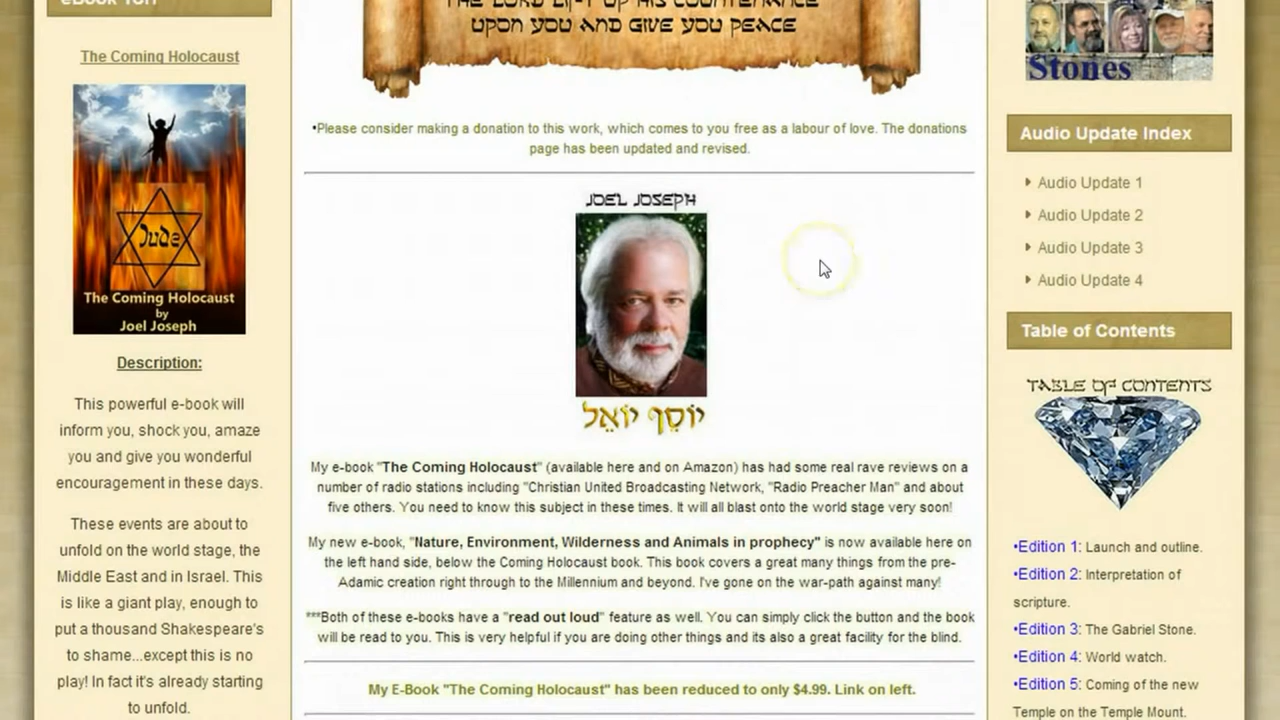 eBook 1of1
The Coming Holocaust
Jude
The Coming Holocaust
by
Joel Joseph
Description:
This powerful e-book will
inform you, shock you, amaze
you and give you wonderful
encouragement in these days.
These events are about to
unfold on the world stage, the
Middle East and in Israel. This
is like a giant play, enough to
put a thousand Shakespeare's
to shame...except this is no
play! In fact it's already starting
to unfold.
THE LORD LIFT UP HIS COUNTENANCE
UPON YOU AND GIVE YOU PEACE
•Please consider making a donation to this work, which comes to you free as a labour of love. The donations
page has been updated and revised.
JOEL JOSEPH
יוֹסֵף יוֹאֵל
My e-book "The Coming Holocaust" (available here and on Amazon) has had some real rave reviews on a
number of radio stations including "Christian United Broadcasting Network, "Radio Preacher Man" and about
five others. You need to know this subject in these times. It will all blast onto the world stage very soon!
My new e-book, "Nature, Environment, Wilderness and Animals in prophecy" is now available here on
the left hand side, below the Coming Holocaust book. This book covers a great many things from the pre-
Adamic creation right through to the Millennium and beyond. I've gone on the war-path against many!
***Both of these e-books have a "read out loud" feature as well. You can simply click the button and the book
will be read to you. This is very helpful if you are doing other things and its also a great facility for the blind.
My E-Book "The Coming Holocaust" has been reduced to only $4.99. Link on left.
Stones
Audio Update Index
Audio Update 1
Audio Update 2
Audio Update 3
Audio Update 4
Table of Contents
TABLE OF CONTENTS
•Edition 1: Launch and outline.
•Edition 2: Interpretation of
scripture.
•Edition 3: The Gabriel Stone.
•Edition 4: World watch.
•Edition 5: Coming of the new
Temple on the Temple Mount.